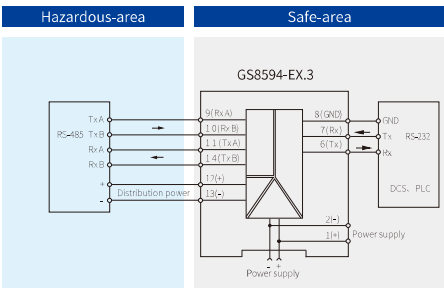 Hazardous-area
Safe-area
GS8594-EX.3
TxA
RS-485 TxB
RxA
RxB
+
-
Distribution power
9(RxA)
10(RxB)
11(TxA)
14(TxB)
12(+)
13(-)
8(GND)
7(Rx)
6(Tx)
2(-)
1(+)
GND
Tx RS-232
Rx
DCS、PLC
Power supply
- +
Power supply